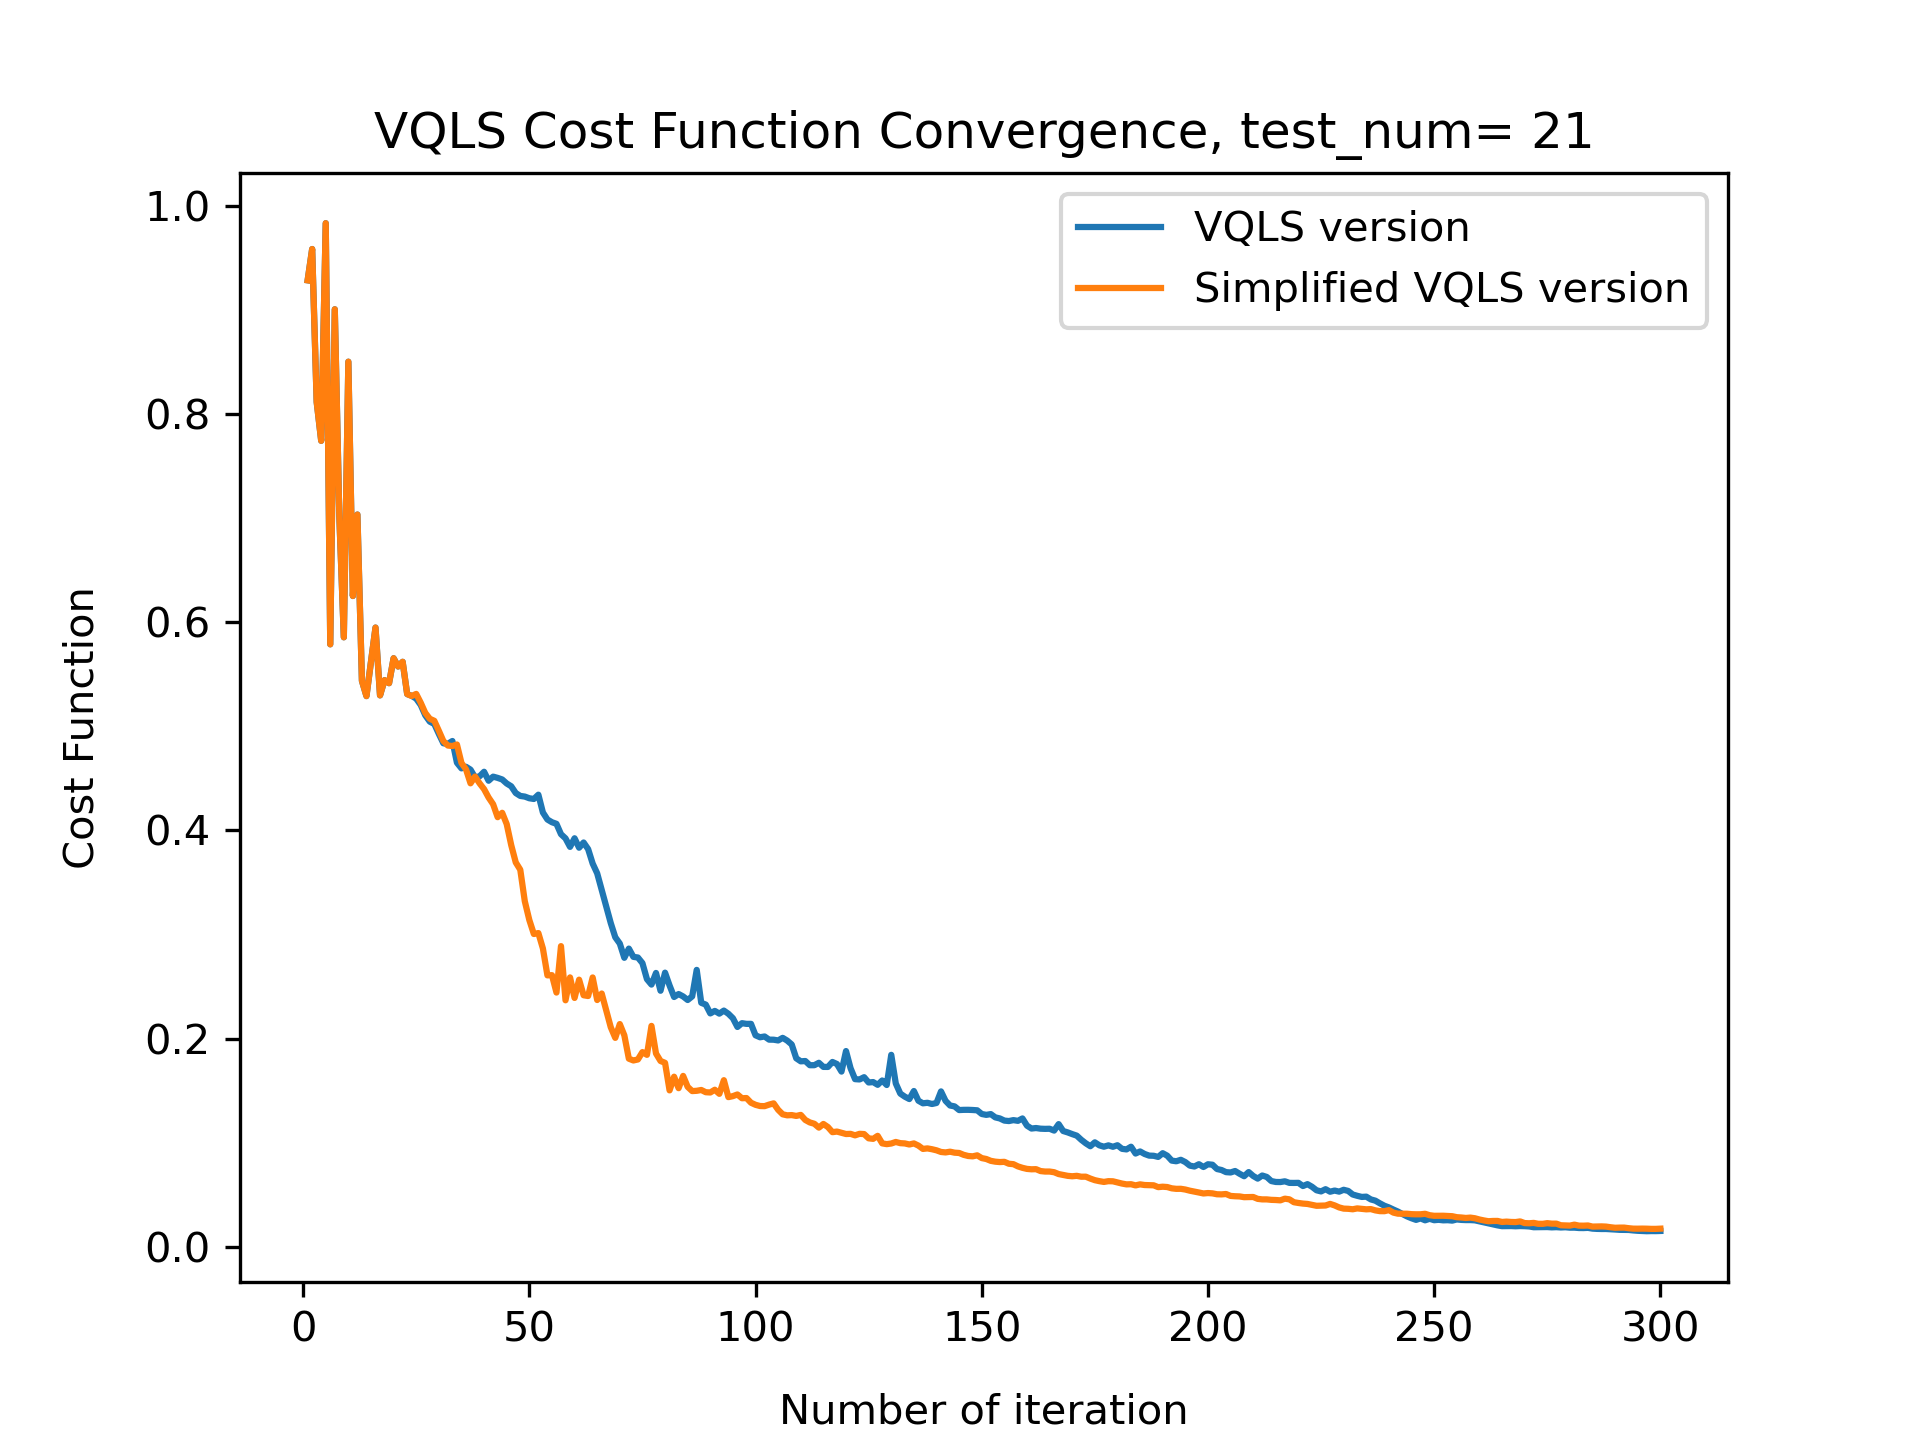 VQLS Cost Function Convergence, test_num= 21
VQLS version
Simplified VQLS version
1.0
0.8
0.6
0.4
0.2
0.0
Cost Function
0 50 100 150 200 250 300
Number of iteration